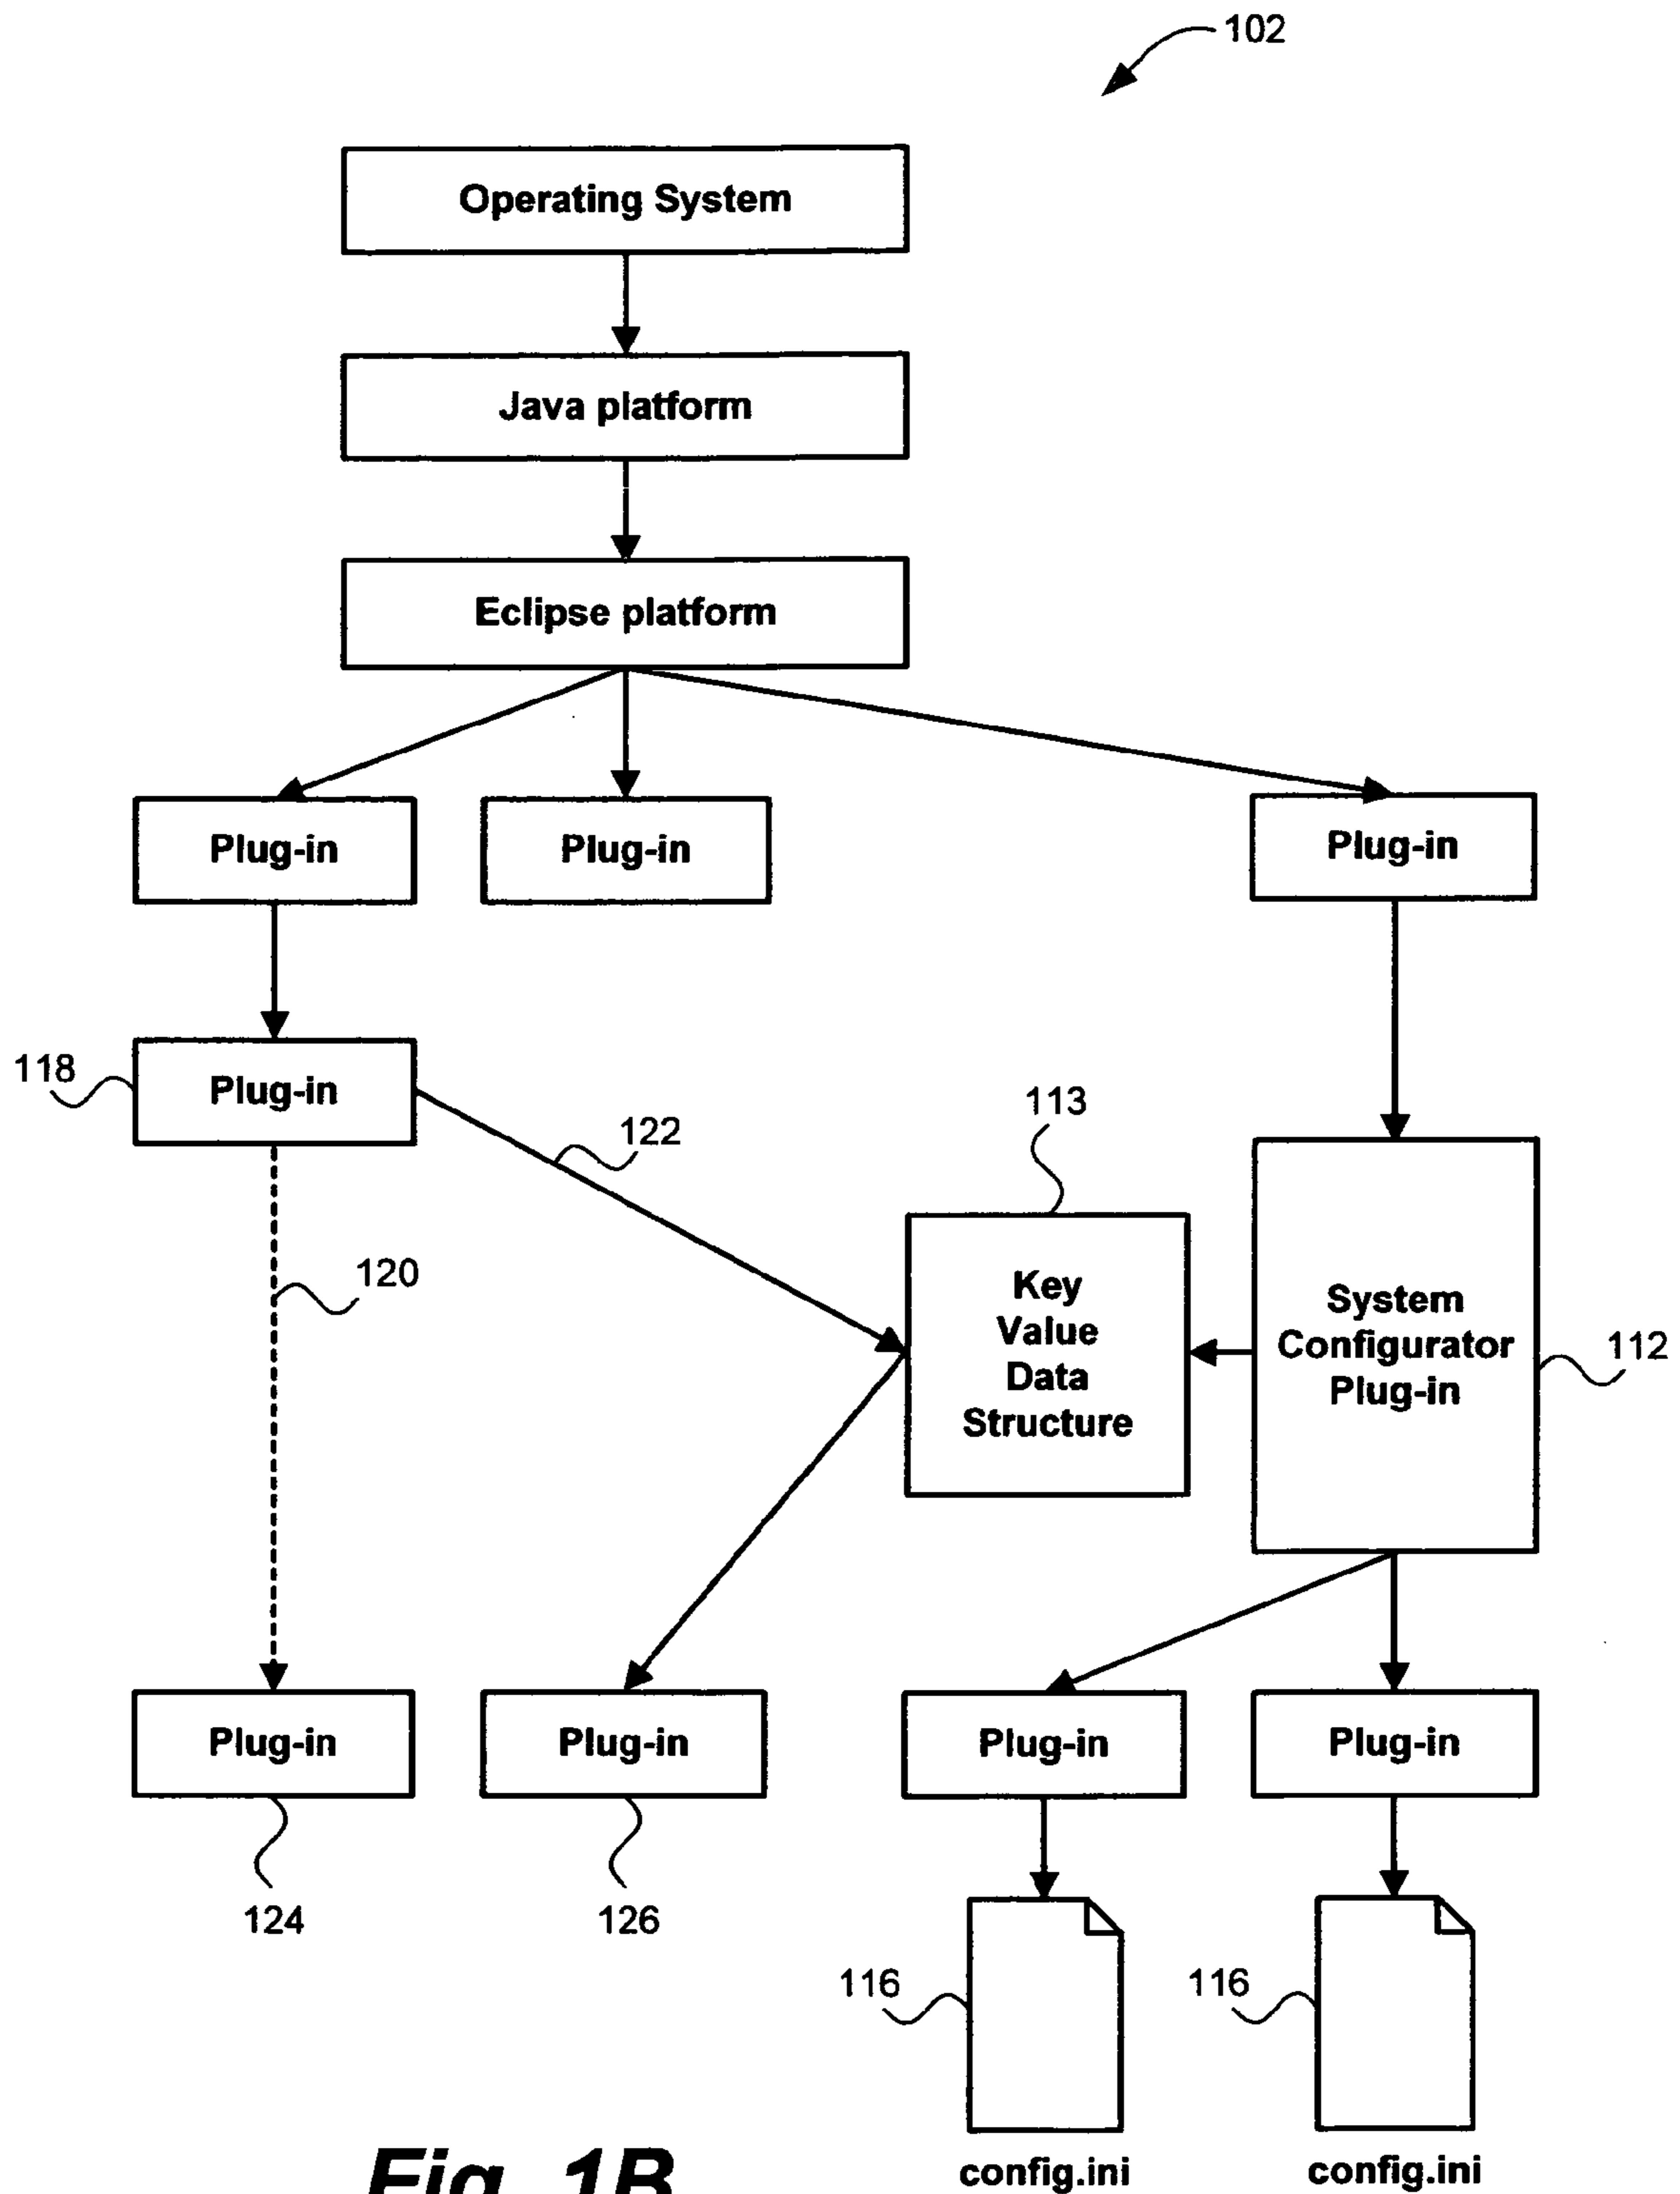 102
Operating System
Java platform
Eclipse platform
Plug-in
Plug-in
Plug-in
118
Plug-in
122
113
120
Key
Value
Data
Structure
System
Configurator
Plug-in
112
Plug-in
Plug-in
Plug-in
Plug-in
124
126
116
116
config.ini
config.ini
Fig. 1B